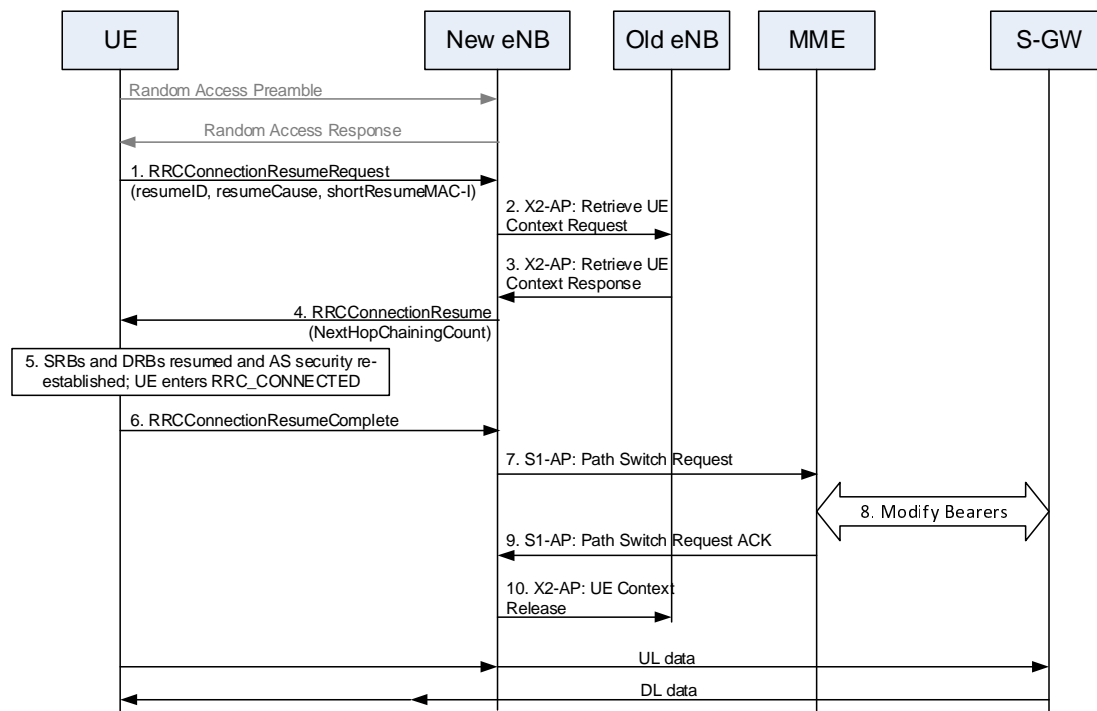 UE
New eNB
Old eNB
MME
S-GW
Random Access Preamble
Random Access Response
1. RRCConnectionResumeRequest
(resumeID, resumeCause, shortResumeMAC-I)
2. X2-AP: Retrieve UE
Context Request
3. X2-AP: Retrieve UE
Context Response
4. RRCConnectionResume
(NextHopChainingCount)
5. SRBs and DRBs resumed and AS security re-
established; UE enters RRC_CONNECTED
6. RRCConnectionResumeComplete
7. S1-AP: Path Switch Request
8. Modify Bearers
9. S1-AP: Path Switch Request ACK
10. X2-AP: UE Context
Release
UL data
DL data